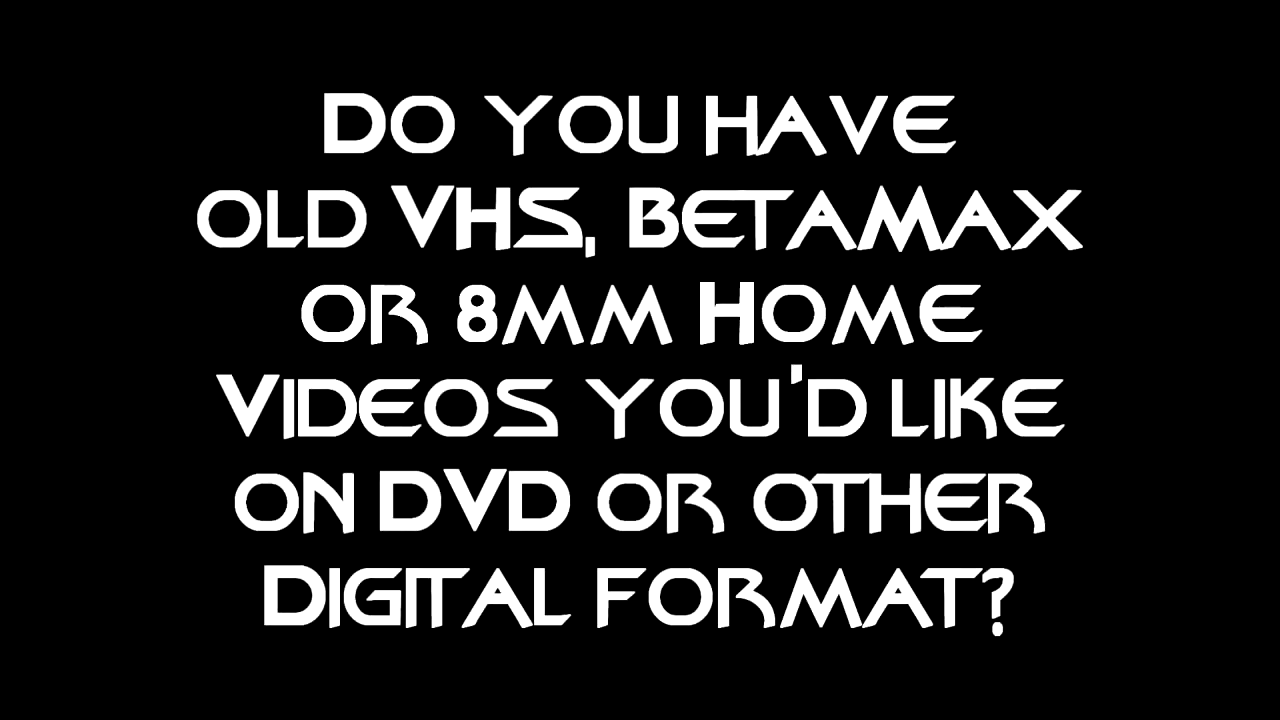 Do you have
old VHS, Betamax
or 8mm Home
Videos you'd like
on DVD or other
Digital format?